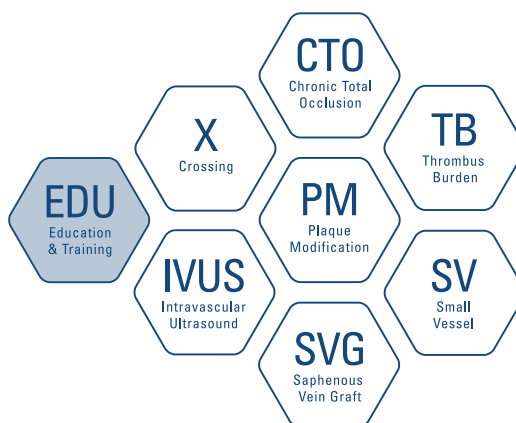 CTO
Chronic Total
Occlusion
X
Crossing
TB
Thrombus
Burden
EDU
Education
& Training
PM
Plaque
Modification
IVUS
Intravascular
Ultrasound
SV
Small
Vessel
SVG
Saphenous
Vein Graft